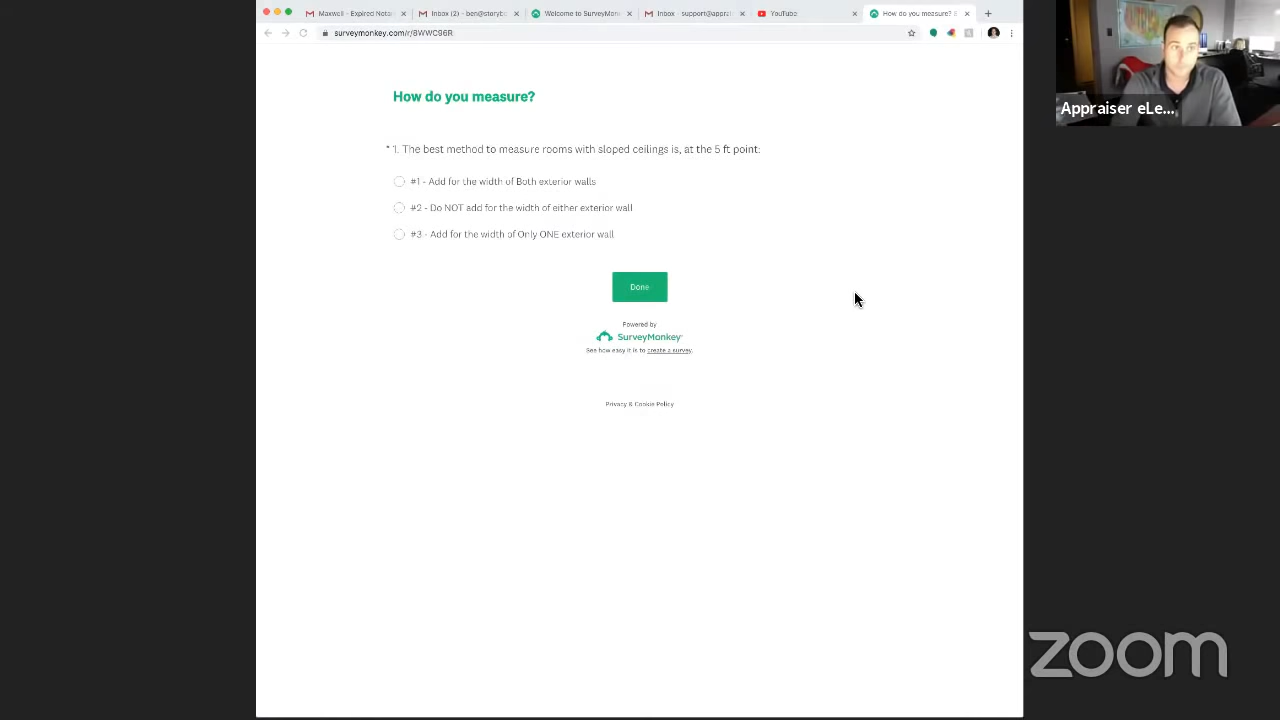 Maxwell - Expired Notar
Inbox (2) - ben@storyb
Welcome to SurveyMon
Inbox - support@appra
YouTube
How do you measure? S
surveymonkey.com/r/8WWC96R
How do you measure?
* 1. The best method to measure rooms with sloped ceilings is, at the 5 ft point:
#1 - Add for the width of Both exterior walls
#2 - Do NOT add for the width of either exterior wall
#3 - Add for the width of Only ONE exterior wall
Done
Powered by
SurveyMonkey
See how easy it is to create a survey.
Privacy & Cookie Policy
Appraiser eLe...
zoom